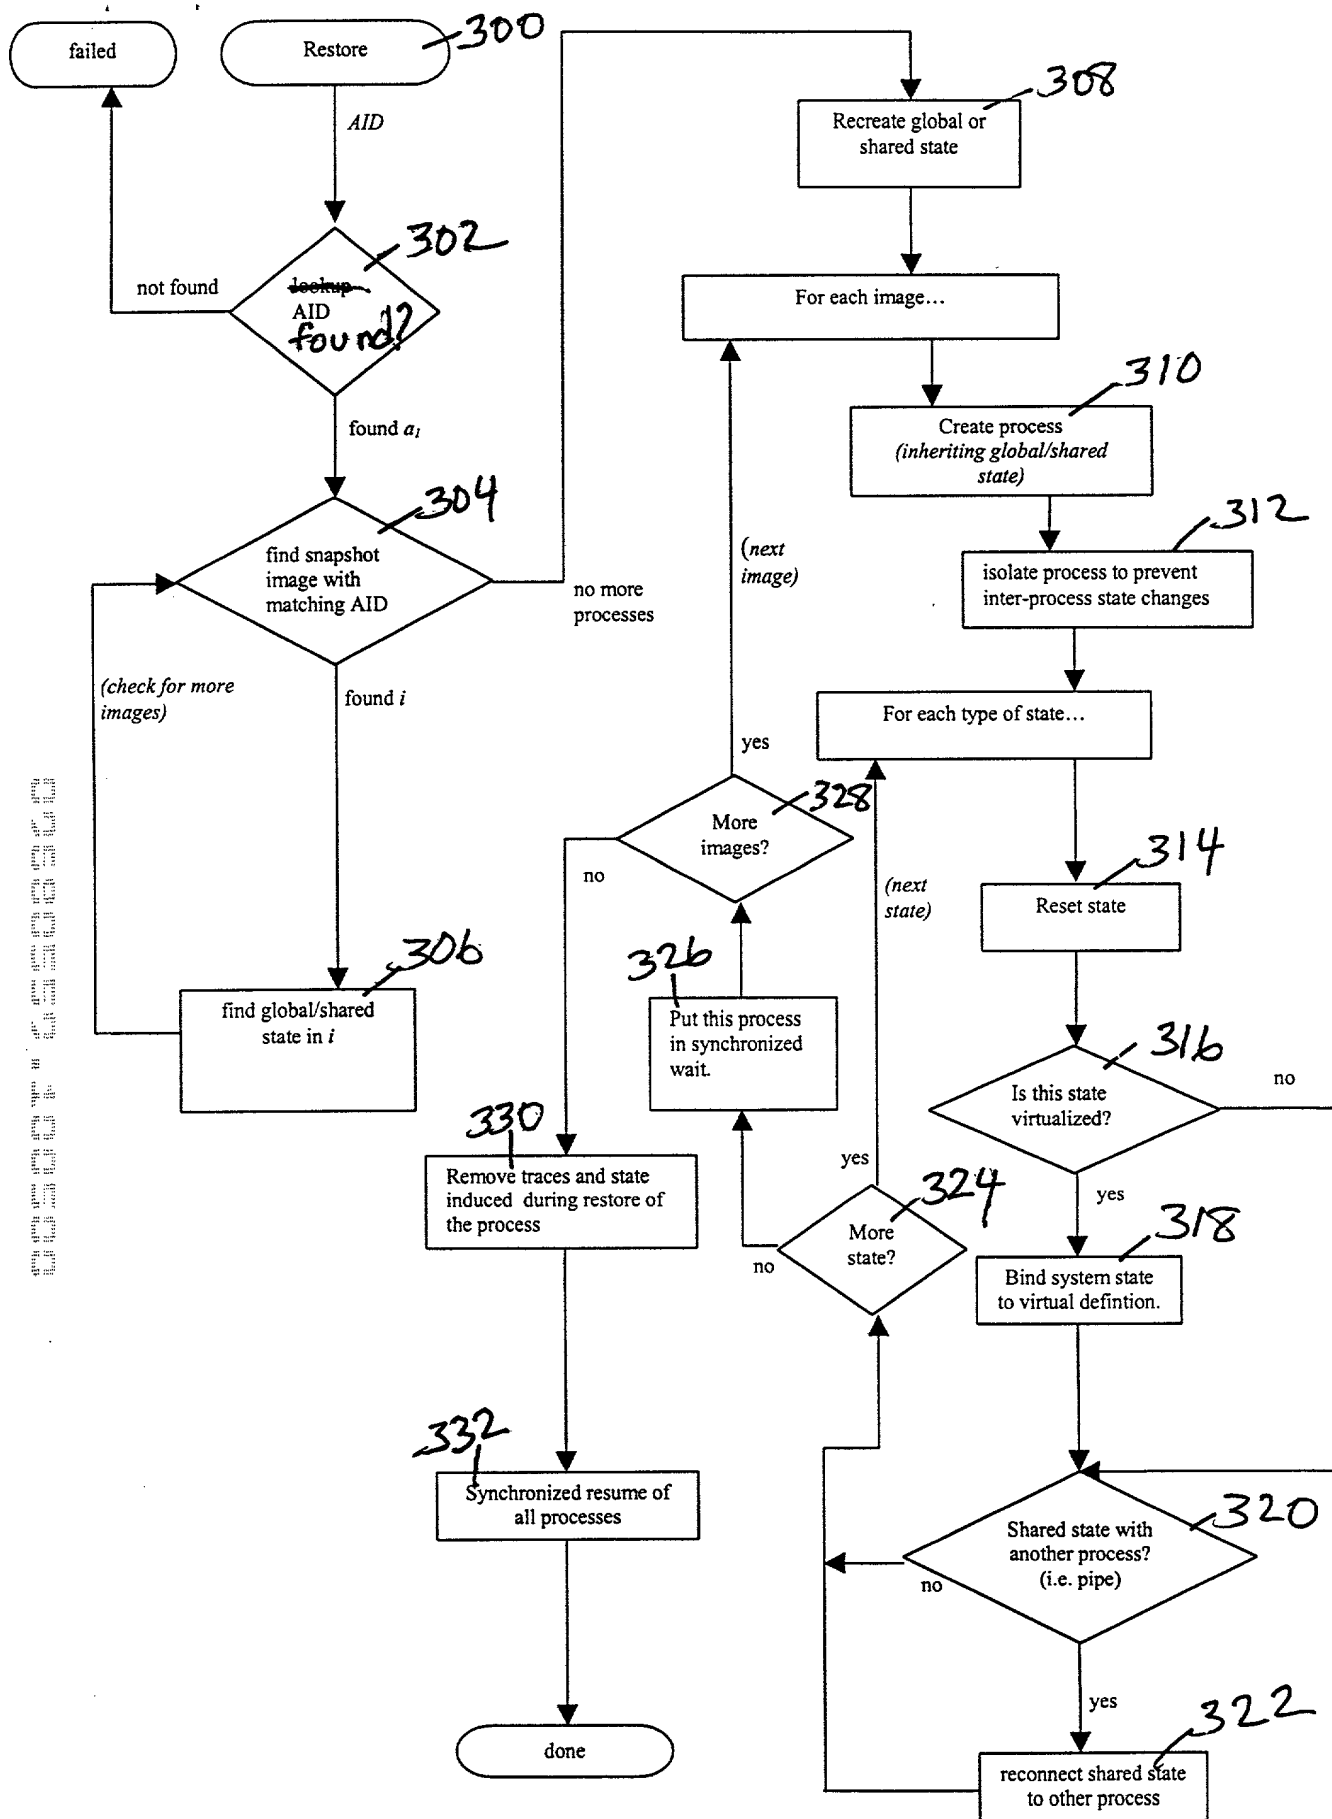 failed
Restore
300
AID
302
lookup
AID
found?
not found
found a1
304
find snapshot
image with
matching AID
no more
processes
(check for more
images)
found i
306
find global/shared
state in i
308
Recreate global or
shared state
For each image...
310
Create process
(inheriting global/shared
state)
312
isolate process to prevent
inter-process state changes
(next
image)
For each type of state...
yes
328
More
images?
no
(next
state)
314
Reset state
326
Put this process
in synchronized
wait.
316
Is this state
virtualized?
no
yes
330
Remove traces and state
induced during restore of
the process
yes
324
More
state?
no
318
Bind system state
to virtual defintion.
332
Synchronized resume of
all processes
320
Shared state with
another process?
(i.e. pipe)
no
yes
322
reconnect shared state
to other process
done